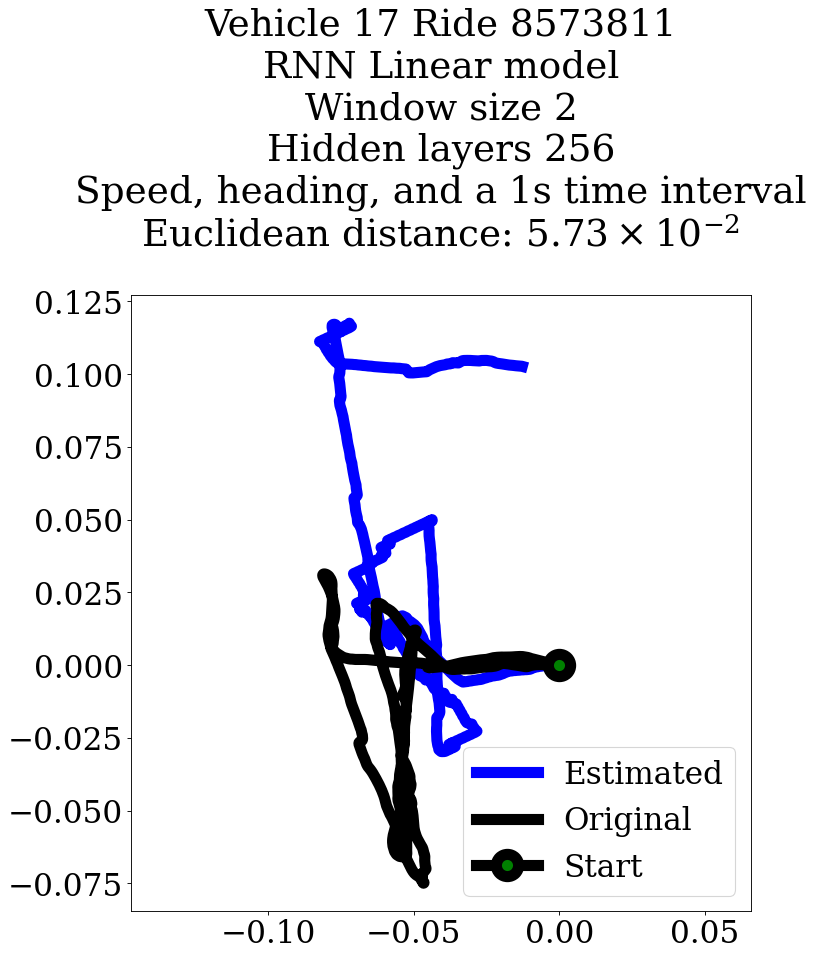 Vehicle 17 Ride 8573811
RNN Linear model
Window size 2
Hidden layers 256
Speed, heading, and a 1s time interval
Euclidean distance: 5.73 × 10⁻²
0.125
0.100
0.075
0.050
0.025
0.000
−0.025
−0.050
−0.075
Estimated
Original
Start
−0.10
−0.05
0.00
0.05